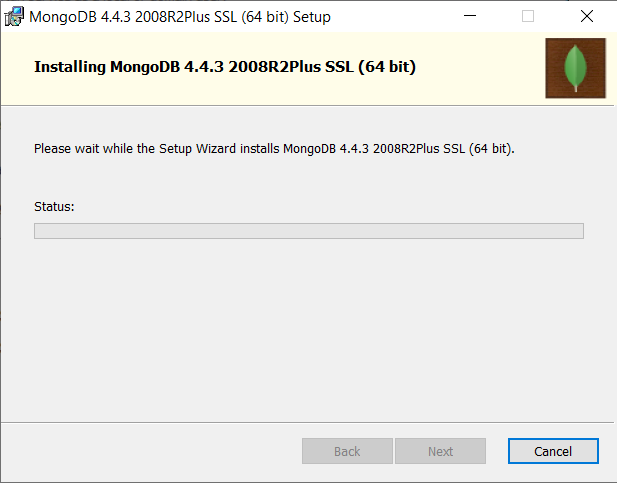 MongoDB 4.4.3 2008R2Plus SSL (64 bit) Setup
Installing MongoDB 4.4.3 2008R2Plus SSL (64 bit)
Please wait while the Setup Wizard installs MongoDB 4.4.3 2008R2Plus SSL (64 bit).
Status:
Back Next Cancel